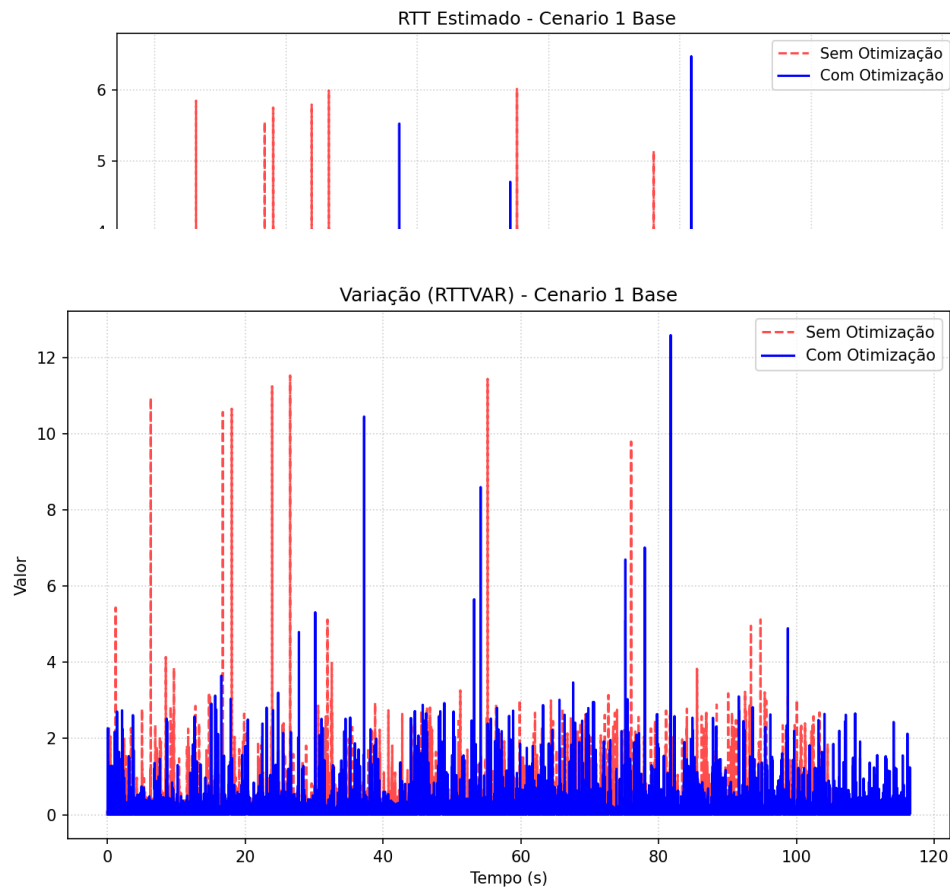 RTT Estimado - Cenario 1 Base
Sem Otimização
Com Otimização
6
5
4
Variação (RTTVAR) - Cenario 1 Base
Sem Otimização
Com Otimização
12
10
8
6
4
2
0
Valor
0 20 40 60 80 100 120
Tempo (s)